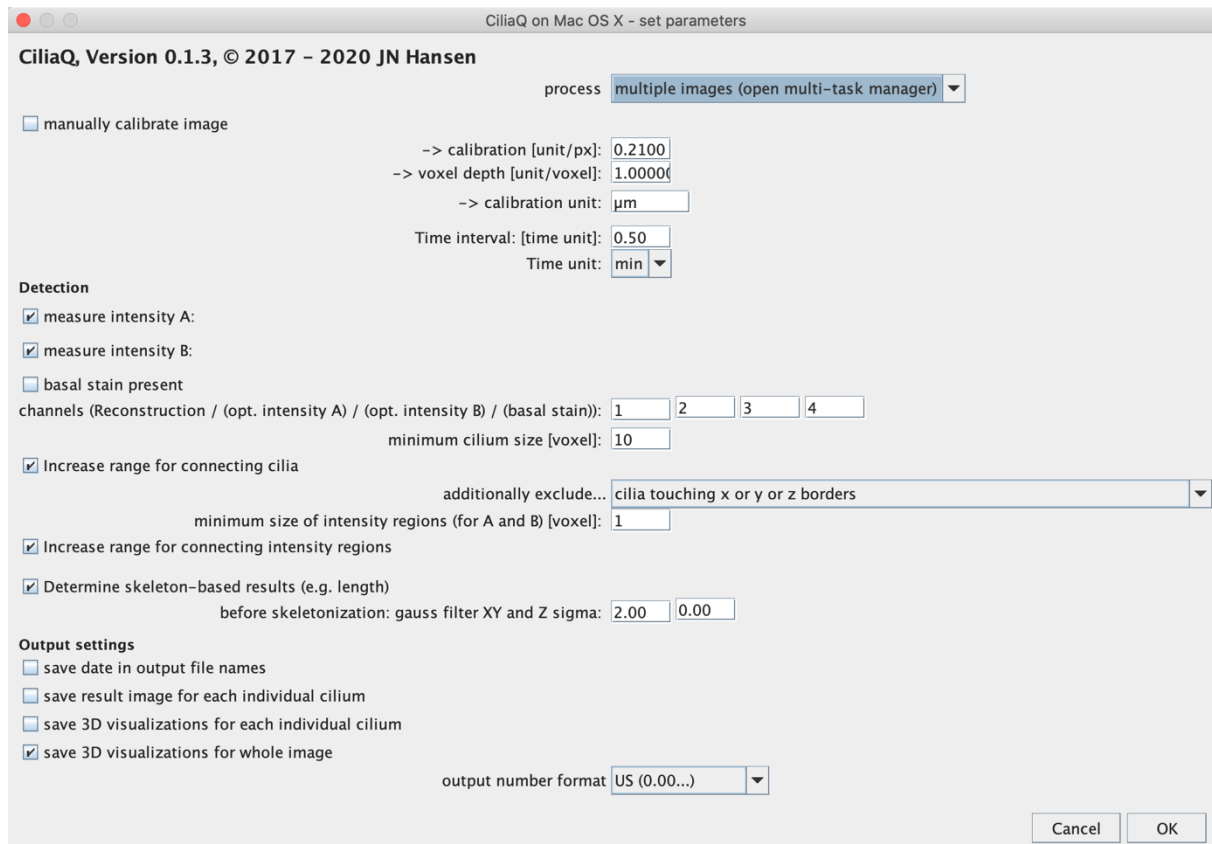 CiliaQ on Mac OS X - set parameters
CiliaQ, Version 0.1.3, © 2017 – 2020 JN Hansen
process multiple images (open multi-task manager)
manually calibrate image
-> calibration [unit/px]: 0.2100
-> voxel depth [unit/voxel]: 1.0000
-> calibration unit: µm
Time interval: [time unit]: 0.50
Time unit: min
Detection
measure intensity A:
measure intensity B:
basal stain present
channels (Reconstruction / (opt. intensity A) / (opt. intensity B) / (basal stain)): 1 2 3 4
minimum cilium size [voxel]: 10
Increase range for connecting cilia
additionally exclude... cilia touching x or y or z borders
minimum size of intensity regions (for A and B) [voxel]: 1
Increase range for connecting intensity regions
Determine skeleton-based results (e.g. length)
before skeletonization: gauss filter XY and Z sigma: 2.00 0.00
Output settings
save date in output file names
save result image for each individual cilium
save 3D visualizations for each individual cilium
save 3D visualizations for whole image
output number format US (0.00...)
Cancel OK